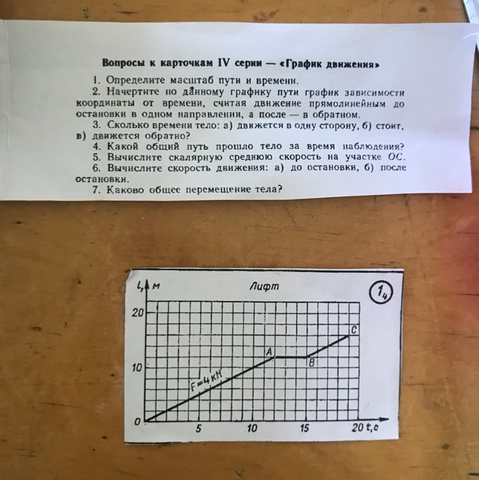 Вопросы к карточкам IV серии — «График движения»
1. Определите масштаб пути и времени.
2. Начертите по данному графику пути график зависимости
координаты от времени, считая движение прямолинейным до
остановки в одном направлении, а после — в обратном.
3. Сколько времени тело: а) движется в одну сторону, б) стоит,
в) движется обратно?
4. Какой общий путь прошло тело за время наблюдения?
5. Вычислите скалярную среднюю скорость на участке ОС.
6. Вычислите скорость движения: а) до остановки, б) после
остановки.
7. Каково общее перемещение тела?
l, м
Лифт
1₄
20
C
A
B
10
F=4кН
0
5
10
15
20 t,c